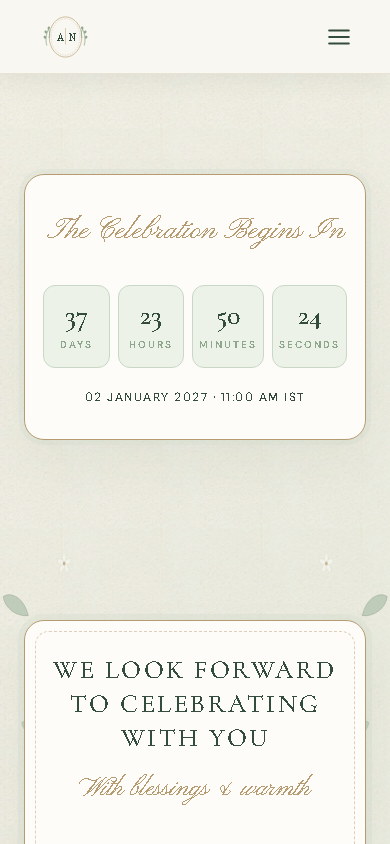 A|N
The Celebration Begins In
37 23 50 24
DAYS HOURS MINUTES SECONDS
02 JANUARY 2027 · 11:00 AM IST
WE LOOK FORWARD
TO CELEBRATING
WITH YOU
With blessings & warmth